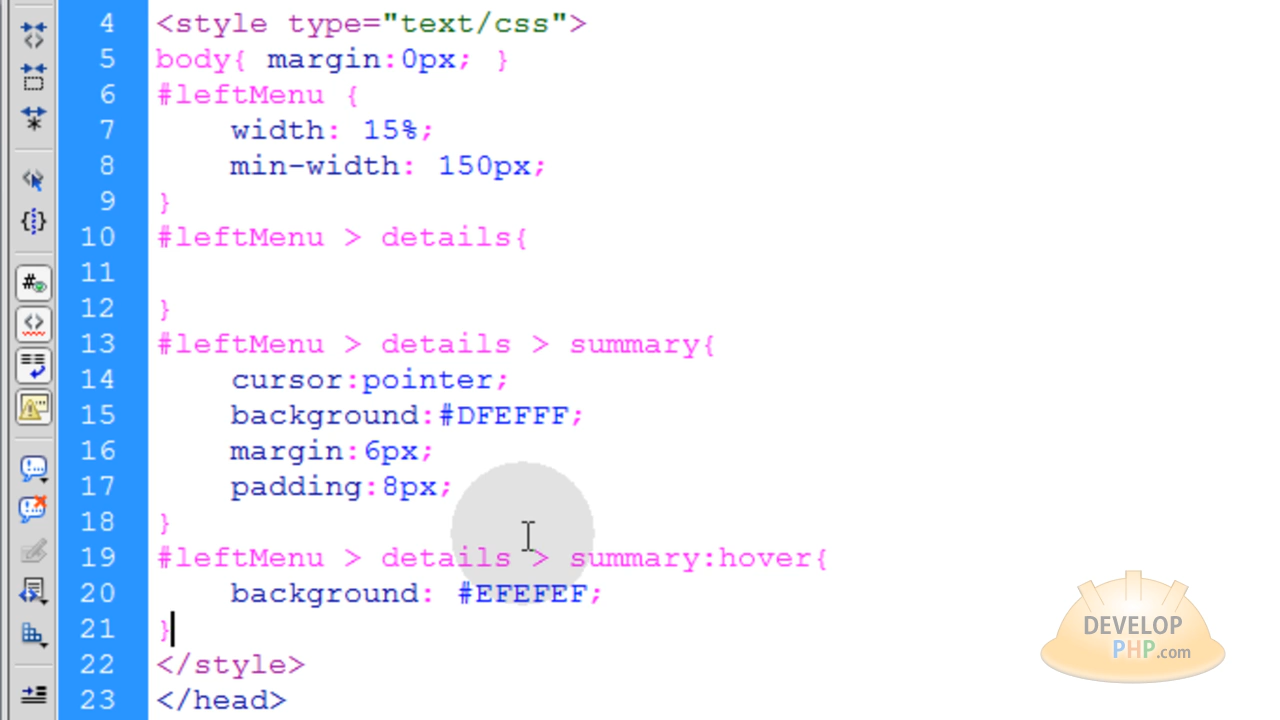 4 <style type="text/css">
5 body{ margin:0px; }
6 #leftMenu {
7 width: 15%;
8 min-width: 150px;
9 }
10 #leftMenu > details{
11
12 }
13 #leftMenu > details > summary{
14 cursor:pointer;
15 background:#DFEFFF;
16 margin:6px;
17 padding:8px;
18 }
19 #leftMenu > details > summary:hover{
20 background: #EFEFEF;
21 }
22 </style>
23 </head>
DEVELOP
PHP.com